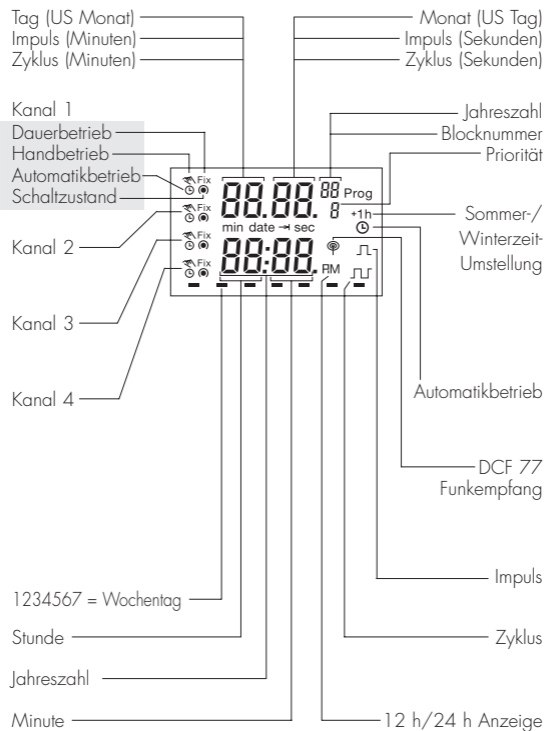 Tag (US Monat)
Impuls (Minuten)
Zyklus (Minuten)
Monat (US Tag)
Impuls (Sekunden)
Zyklus (Sekunden)
Kanal 1
Dauerbetrieb
Handbetrieb
Automatikbetrieb
Schaltzustand
Kanal 2
Kanal 3
Kanal 4
Jahreszahl
Blocknummer
Priorität
Fix
Fix
Fix
Fix
88.88. 88 Prog
8
+1h
min date sec
88:88. PM
Sommer-/
Winterzeit-
Umstellung
Automatikbetrieb
DCF 77
Funkempfang
Impuls
Zyklus
12 h/24 h Anzeige
1234567 = Wochentag
Stunde
Jahreszahl
Minute